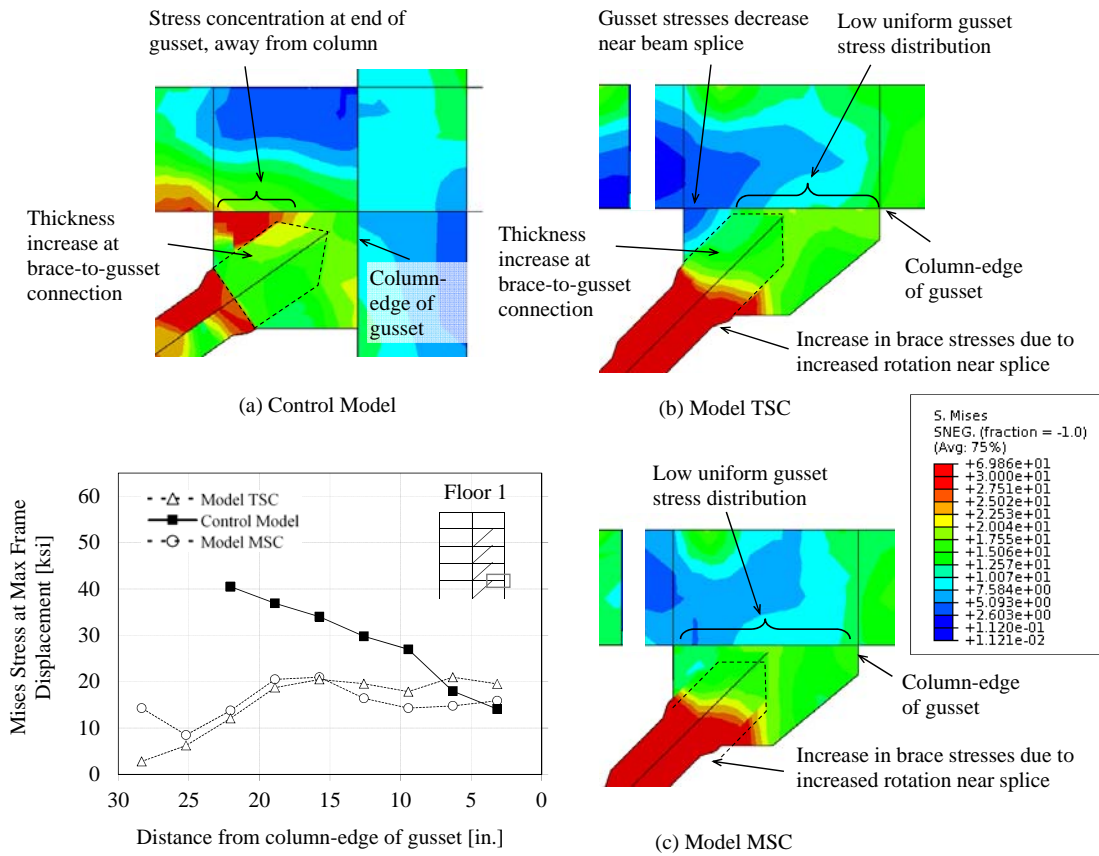 Stress concentration at end of
gusset, away from column
Thickness
increase at
brace-to-gusset
connection
Column-
edge of
gusset
(a) Control Model
Gusset stresses decrease
near beam splice
Low uniform gusset
stress distribution
Thickness
increase at
brace-to-gusset
connection
Column-edge
of gusset
Increase in brace stresses due to
increased rotation near splice
(b) Model TSC
S. Mises
SNEG. (fraction = -1.0)
(Avg: 75%)
+6.986e+01
+3.000e+01
+2.751e+01
+2.502e+01
+2.253e+01
+2.004e+01
+1.755e+01
+1.506e+01
+1.257e+01
+1.007e+01
+7.584e+00
+5.093e+00
+2.603e+00
+1.120e-01
+1.121e-02
Mises Stress at Max Frame
Displacement [ksi]
60
50
40
30
20
10
0
Model TSC
Control Model
Model MSC
Floor 1
30
25
20
15
10
5
0
Distance from column-edge of gusset [in.]
Low uniform gusset
stress distribution
Column-edge
of gusset
Increase in brace stresses due to
increased rotation near splice
(c) Model MSC